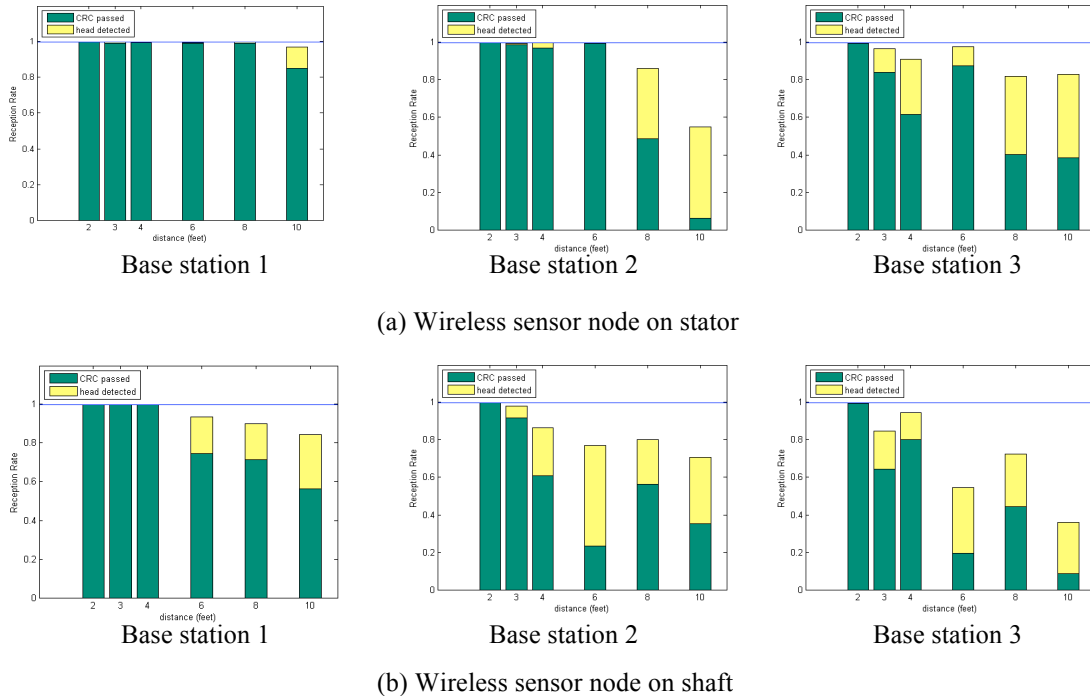 CRC passed
head detected
Reception Rate
1
0.8
0.6
0.4
0.2
0
2 3 4 6 8 10
distance (feet)
Base station 1
CRC passed
head detected
Reception Rate
1
0.8
0.6
0.4
0.2
0
2 3 4 6 8 10
distance (feet)
Base station 2
CRC passed
head detected
Reception Rate
1
0.8
0.6
0.4
0.2
0
2 3 4 6 8 10
distance (feet)
Base station 3
(a) Wireless sensor node on stator
CRC passed
head detected
Reception Rate
1
0.8
0.6
0.4
0.2
0
2 3 4 6 8 10
distance (feet)
Base station 1
CRC passed
head detected
Reception Rate
1
0.8
0.6
0.4
0.2
0
2 3 4 6 8 10
distance (feet)
Base station 2
CRC passed
head detected
Reception Rate
1
0.8
0.6
0.4
0.2
0
2 3 4 6 8 10
distance (feet)
Base station 3
(b) Wireless sensor node on shaft